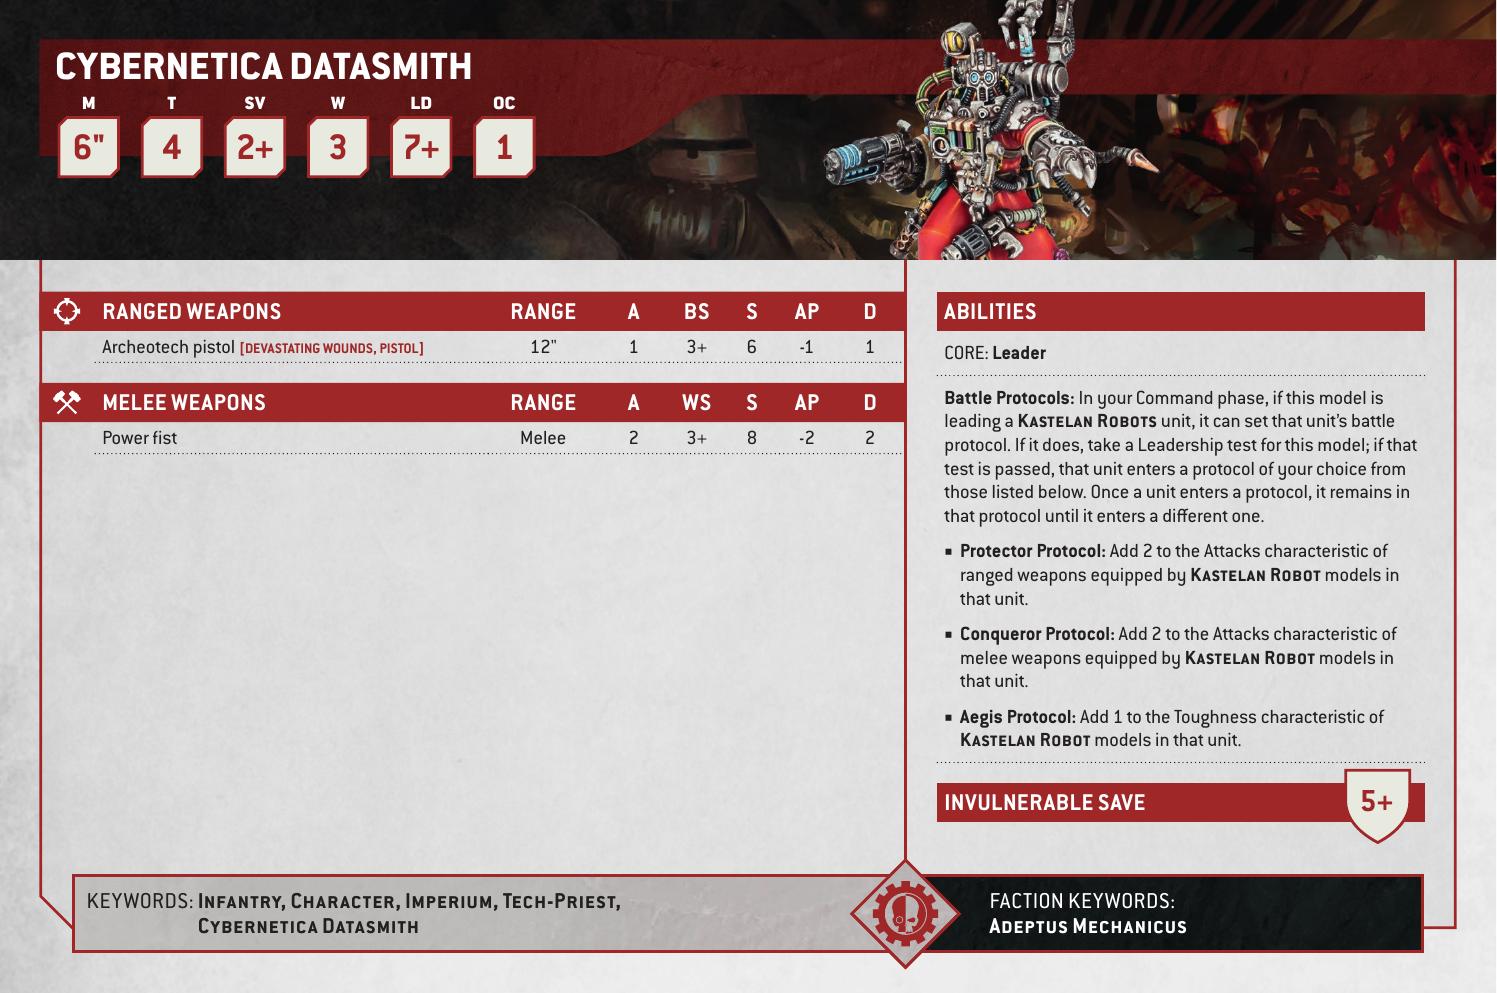 CYBERNETICA DATASMITH
M T SV W LD OC
6" 4 2+ 3 7+ 1
RANGED WEAPONS RANGE A BS S AP D
Archeotech pistol [DEVASTATING WOUNDS, PISTOL] 12" 1 3+ 6 -1 1
MELEE WEAPONS RANGE A WS S AP D
Power fist Melee 2 3+ 8 -2 2
ABILITIES
CORE: Leader
Battle Protocols: In your Command phase, if this model is
leading a KASTELAN ROBOTS unit, it can set that unit's battle
protocol. If it does, take a Leadership test for this model; if that
test is passed, that unit enters a protocol of your choice from
those listed below. Once a unit enters a protocol, it remains in
that protocol until it enters a different one.
▪ Protector Protocol: Add 2 to the Attacks characteristic of
ranged weapons equipped by KASTELAN ROBOT models in
that unit.
▪ Conqueror Protocol: Add 2 to the Attacks characteristic of
melee weapons equipped by KASTELAN ROBOT models in
that unit.
▪ Aegis Protocol: Add 1 to the Toughness characteristic of
KASTELAN ROBOT models in that unit.
INVULNERABLE SAVE 5+
KEYWORDS: INFANTRY, CHARACTER, IMPERIUM, TECH-PRIEST,
CYBERNETICA DATASMITH
FACTION KEYWORDS:
ADEPTUS MECHANICUS